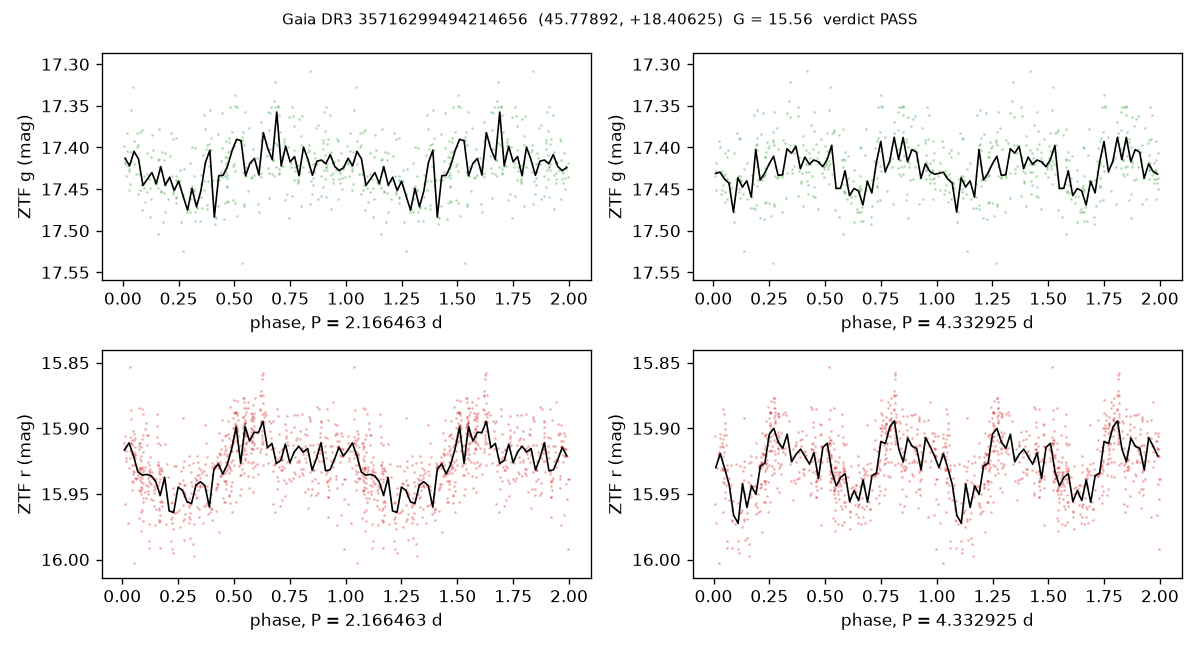 Gaia DR3 35716299494214656 (45.77892, +18.40625) G = 15.56 verdict PASS
ZTF g (mag)
17.30
17.35
17.40
17.45
17.50
17.55
0.00 0.25 0.50 0.75 1.00 1.25 1.50 1.75 2.00
phase, P = 2.166463 d
ZTF g (mag)
17.30
17.35
17.40
17.45
17.50
17.55
0.00 0.25 0.50 0.75 1.00 1.25 1.50 1.75 2.00
phase, P = 4.332925 d
ZTF r (mag)
15.85
15.90
15.95
16.00
0.00 0.25 0.50 0.75 1.00 1.25 1.50 1.75 2.00
phase, P = 2.166463 d
ZTF r (mag)
15.85
15.90
15.95
16.00
0.00 0.25 0.50 0.75 1.00 1.25 1.50 1.75 2.00
phase, P = 4.332925 d